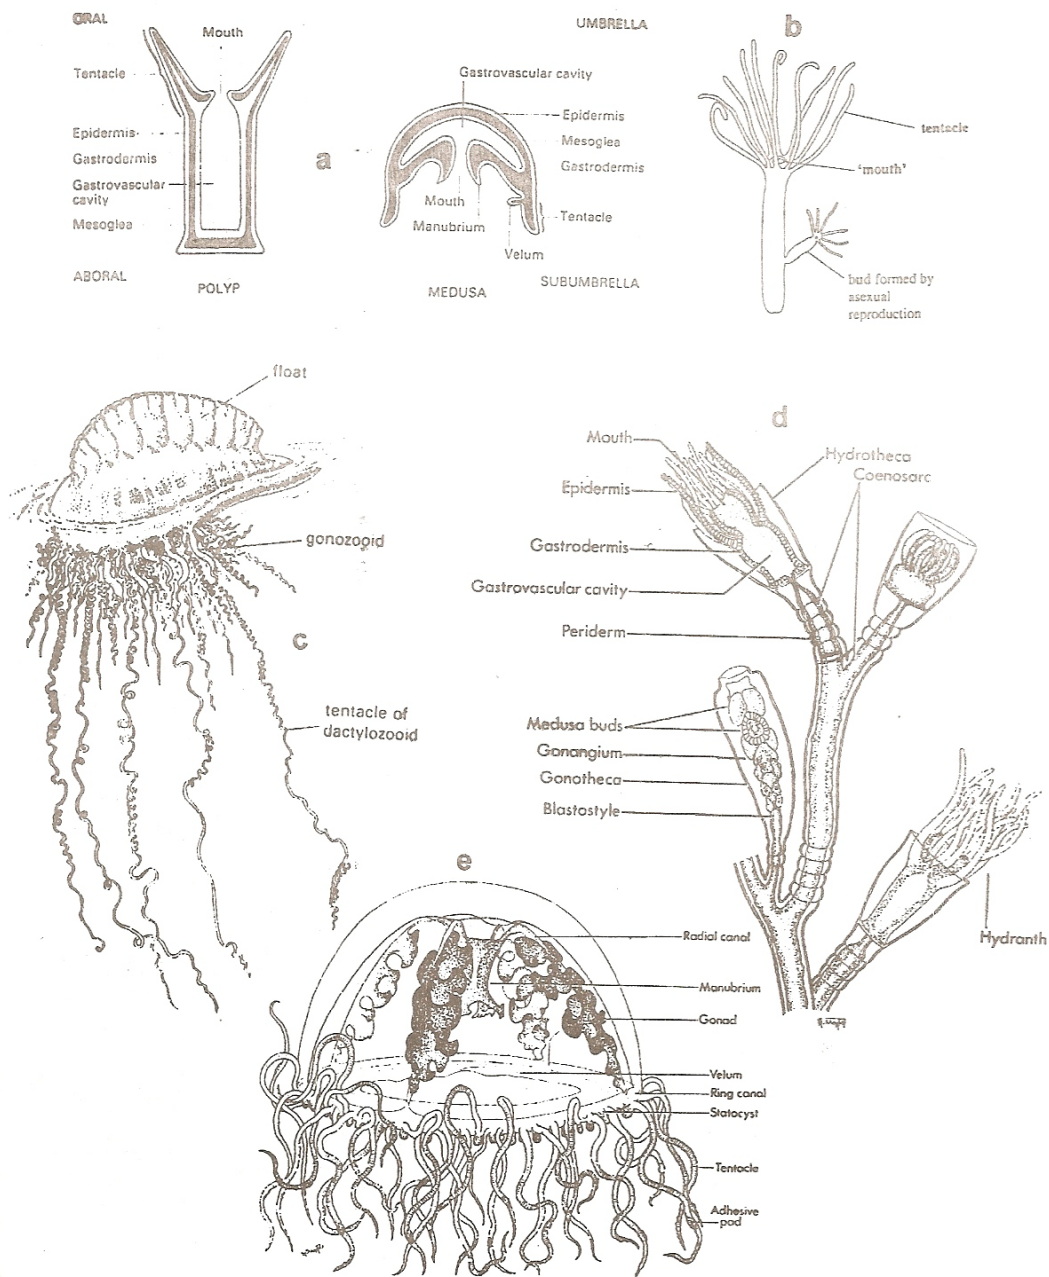 ORAL
Mouth
Tentacle
Epidermis
Gastrodermis
Gastrovascular
cavity
Mesoglea
ABORAL
POLYP
a
UMBRELLA
Gastrovascular cavity
Epidermis
Mesoglea
Gastrodermis
Mouth
Manubrium
Tentacle
Velum
SUBUMBRELLA
MEDUSA
b
tentacle
'mouth'
bud formed by
asexual
reproduction
float
gonozooid
c
tentacle of
dactylozooid
d
Mouth
Hydrotheca
Coenosarc
Epidermis
Gastrodermis
Gastrovascular cavity
Periderm
Medusa buds
Gonangium
Gonotheca
Blastostyle
Hydranth
e
Radial canal
Manubrium
Gonad
Velum
Ring canal
Statocyst
Tentacle
Adhesive
pad